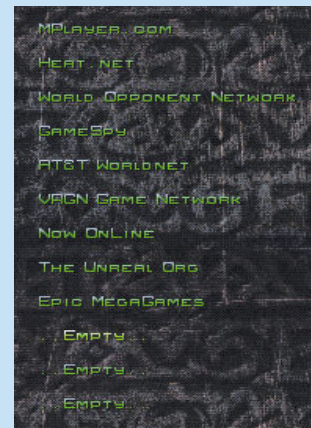 MPlayer.com
Heat.net
World Opponent Network
GameSpy
AT&T Worldnet
VAGN Game Network
Now OnLine
The Unreal Org
Epic MegaGames
...Empty...
...Empty...
...Empty...